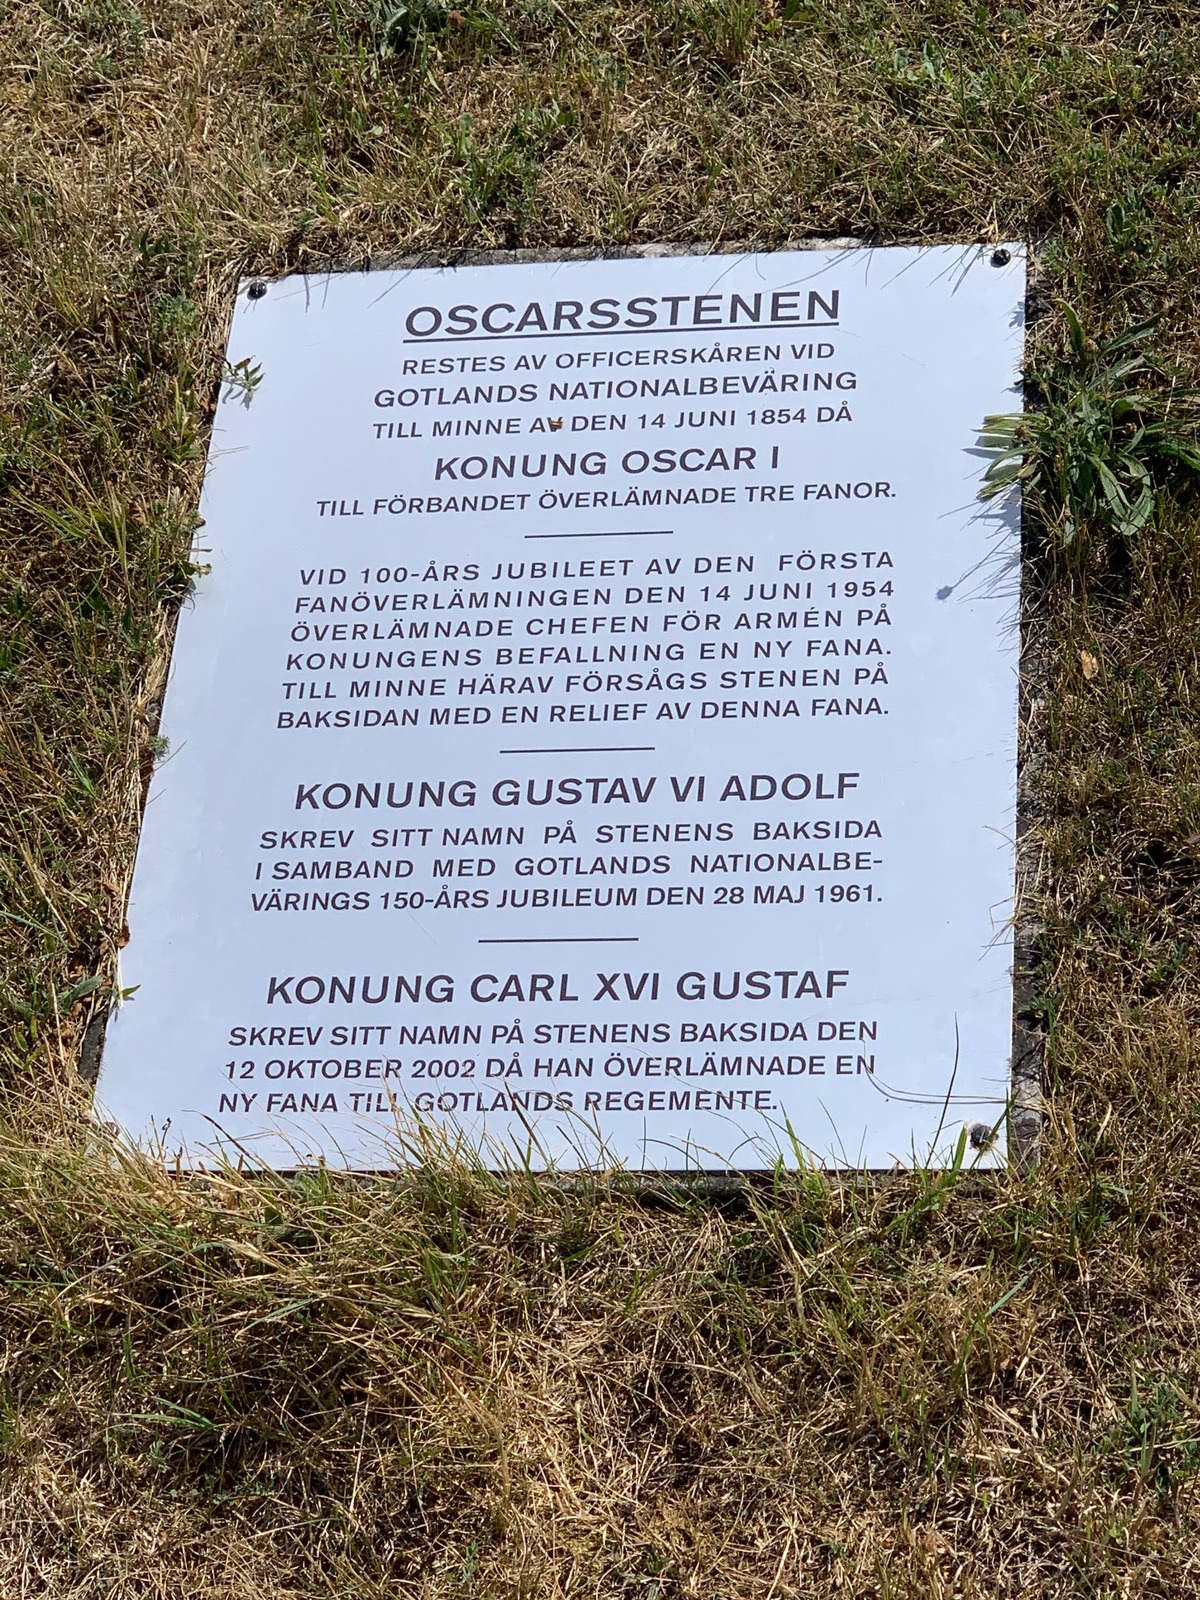 OSCARSSTENEN
RESTES AV OFFICERSKÅREN VID
GOTLANDS NATIONALBEVÄRING
TILL MINNE AV DEN 14 JUNI 1854 DÅ
KONUNG OSCAR I
TILL FÖRBANDET ÖVERLÄMNADE TRE FANOR.
VID 100-ÅRS JUBILEET AV DEN FÖRSTA
FANÖVERLÄMNINGEN DEN 14 JUNI 1954
ÖVERLÄMNADE CHEFEN FÖR ARMÉN PÅ
KONUNGENS BEFALLNING EN NY FANA.
TILL MINNE HÄRAV FÖRSÅGS STENEN PÅ
BAKSIDAN MED EN RELIEF AV DENNA FANA.
KONUNG GUSTAV VI ADOLF
SKREV SITT NAMN PÅ STENENS BAKSIDA
I SAMBAND MED GOTLANDS NATIONALBE-
VÄRINGS 150-ÅRS JUBILEUM DEN 28 MAJ 1961.
KONUNG CARL XVI GUSTAF
SKREV SITT NAMN PÅ STENENS BAKSIDA DEN
12 OKTOBER 2002 DÅ HAN ÖVERLÄMNADE EN
NY FANA TILL GOTLANDS REGEMENTE.